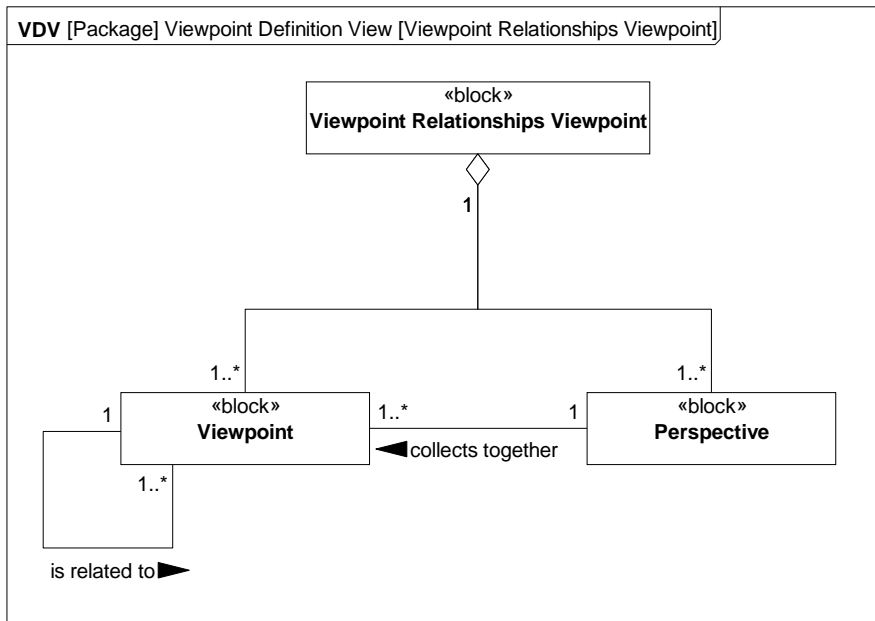 VDV [Package] Viewpoint Definition View [Viewpoint Relationships Viewpoint]
«block»
Viewpoint Relationships Viewpoint
1
1..*
1..*
1
«block»
Viewpoint
1..*
1
«block»
Perspective
collects together
1..*
is related to